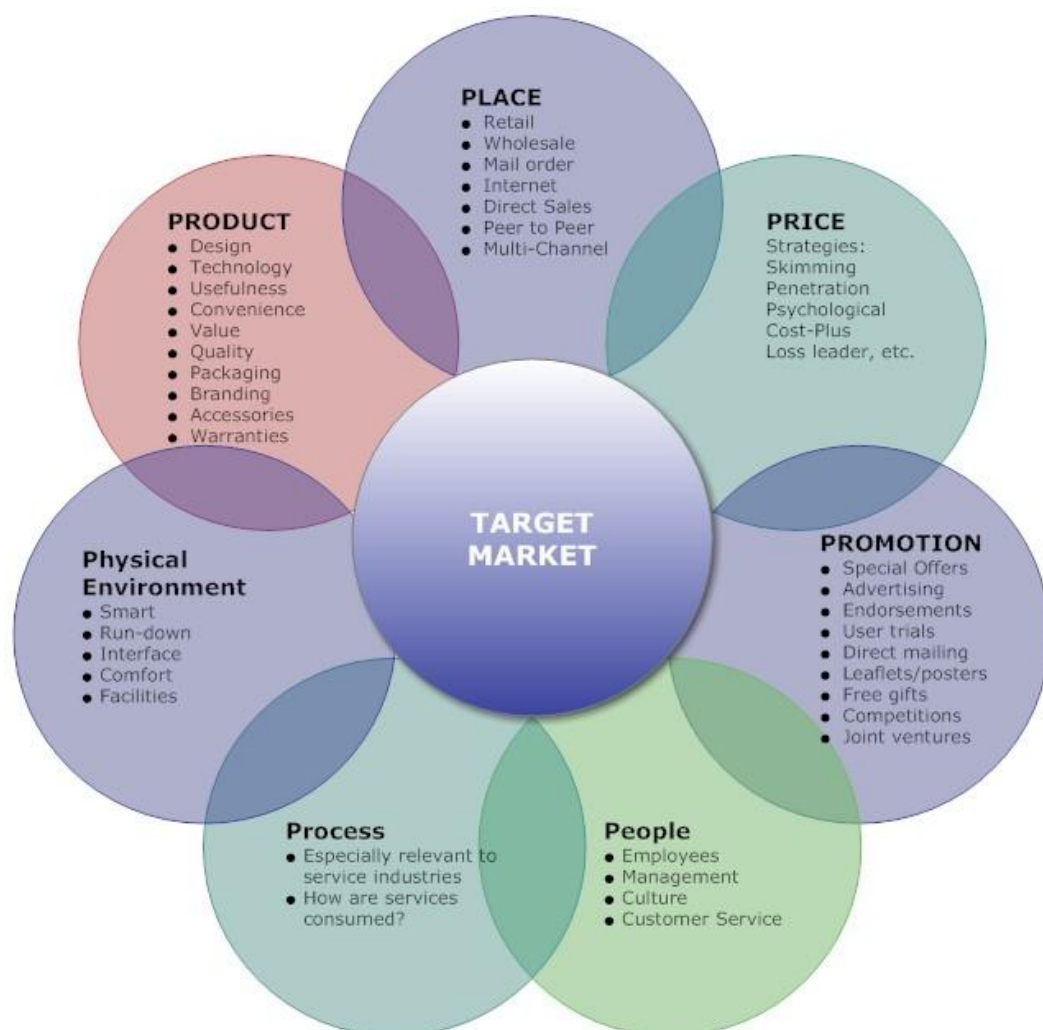 PLACE
● Retail
● Wholesale
● Mail order
● Internet
● Direct Sales
● Peer to Peer
● Multi-Channel
PRODUCT
● Design
● Technology
● Usefulness
● Convenience
● Value
● Quality
● Packaging
● Branding
● Accessories
● Warranties
PRICE
Strategies:
Skimming
Penetration
Psychological
Cost-Plus
Loss leader, etc.
TARGET
MARKET
Physical
Environment
● Smart
● Run-down
● Interface
● Comfort
● Facilities
PROMOTION
● Special Offers
● Advertising
● Endorsements
● User trials
● Direct mailing
● Leaflets/posters
● Free gifts
● Competitions
● Joint ventures
Process
● Especially relevant to
service industries
● How are services
consumed?
People
● Employees
● Management
● Culture
● Customer Service